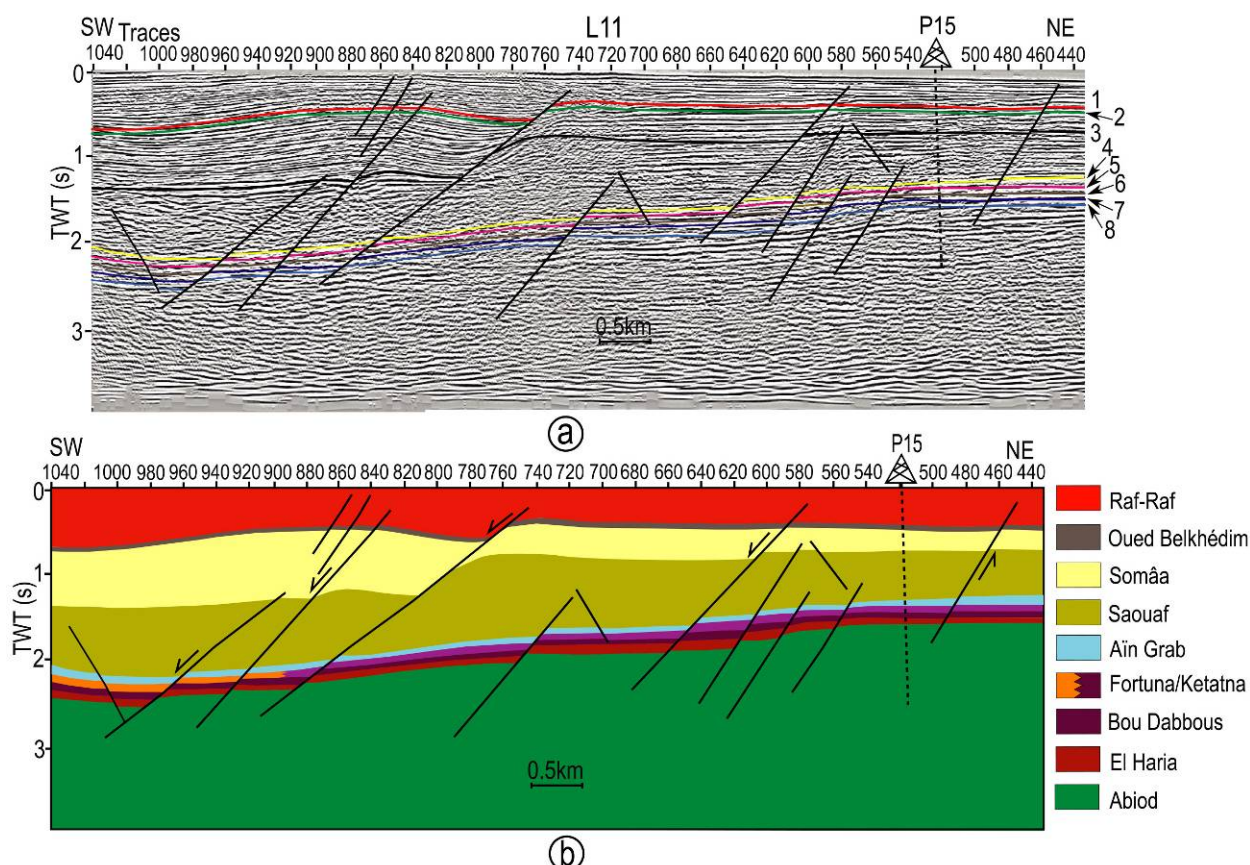 SW Traces L11 P15 NE
1040 1000 980 960 940 920 900 880 860 840 820 800 780 760 740 720 700 680 660 640 620 600 580 560 540 500 480 460 440
0
1
2
3
TWT (s)
1
2
3
4
5
6
7
8
0.5km
a
SW P15 NE
1040 1000 980 960 940 920 900 880 860 840 820 780 760 740 700 680 660 640 620 600 580 560 540 500 480 460 440
0
1
2
3
TWT (s)
0.5km
Raf-Raf
Oued Belkhédim
Somâa
Saouaf
Aïn Grab
Fortuna/Ketatna
Bou Dabbous
El Haria
Abiod
b